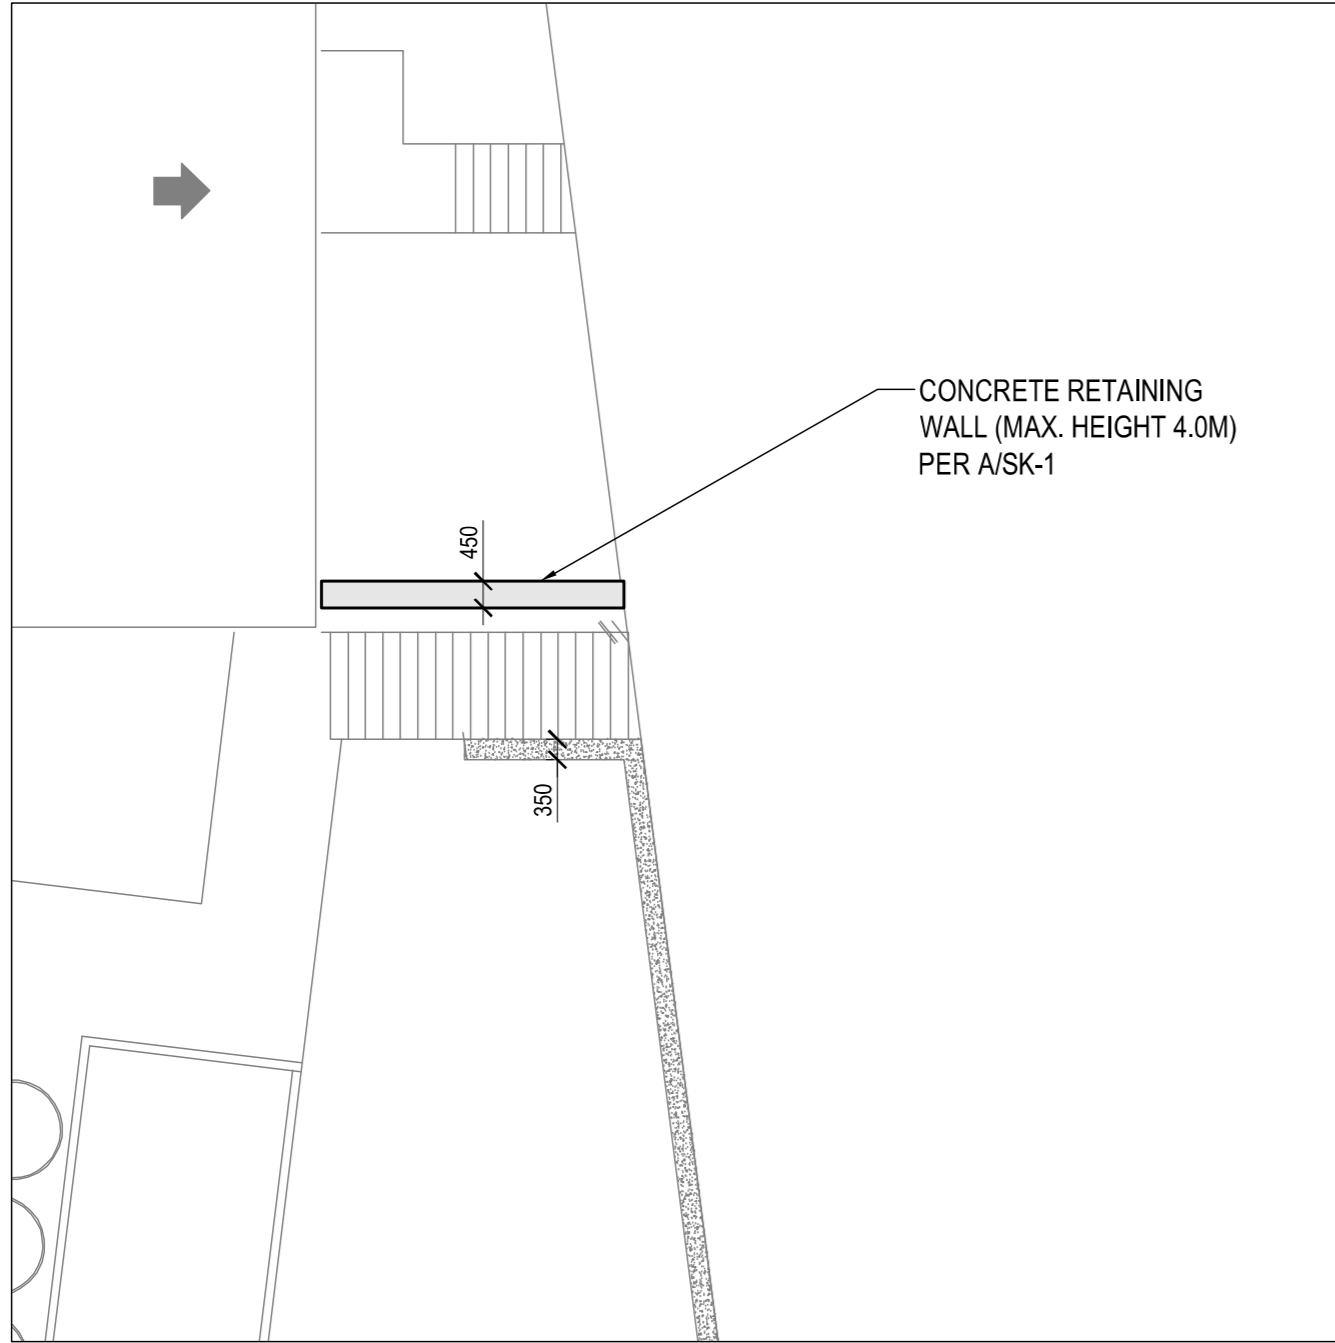 CONCRETE RETAINING
WALL (MAX. HEIGHT 4.0M)
PER A/SK-1
450
350